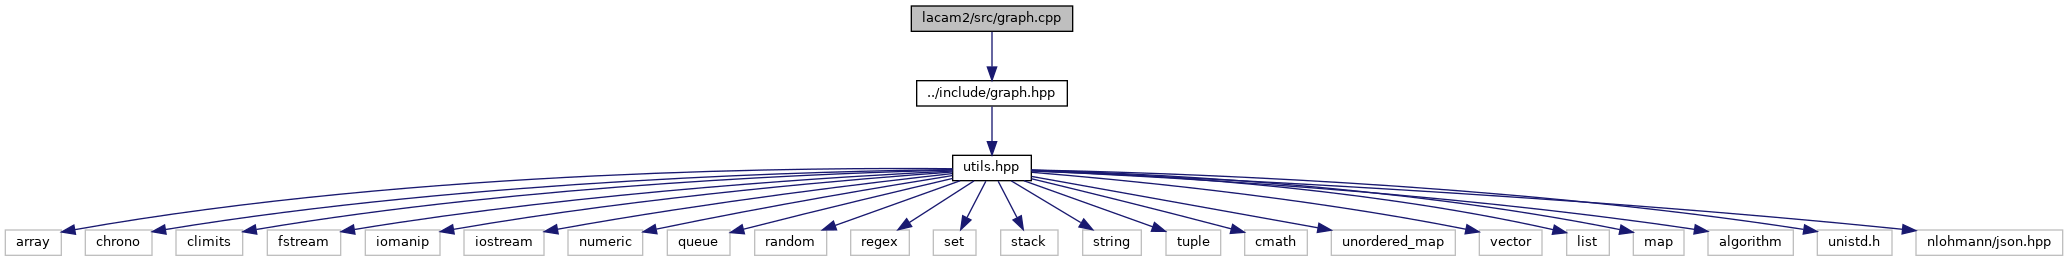 lacam2/src/graph.cpp
../include/graph.hpp
utils.hpp
array
chrono
climits
fstream
iomanip
iostream
numeric
queue
random
regex
set
stack
string
tuple
cmath
unordered_map
vector
list
map
algorithm
unistd.h
nlohmann/json.hpp